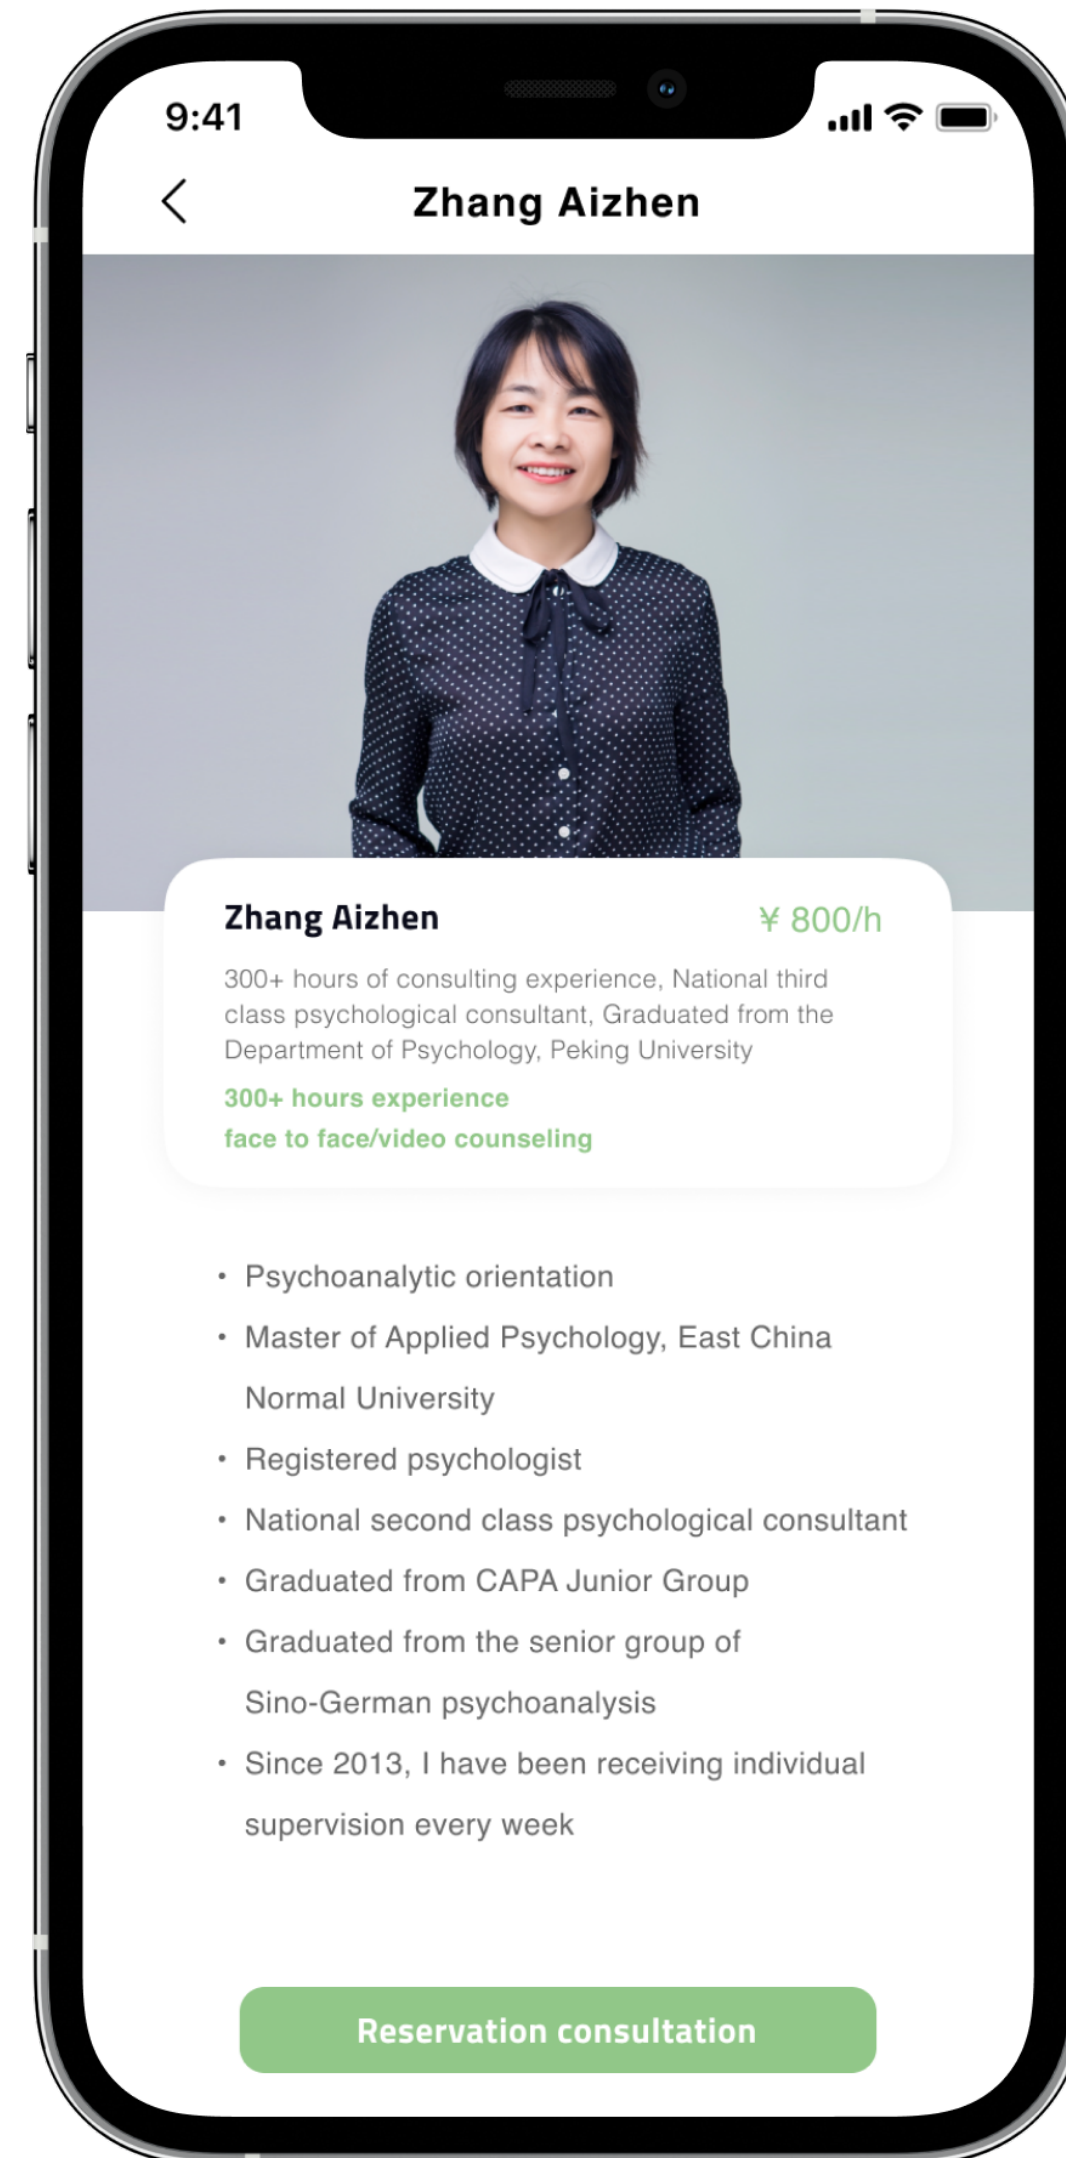 9:41
Zhang Aizhen
Zhang Aizhen
¥ 800/h
300+ hours of consulting experience, National third
class psychological consultant, Graduated from the
Department of Psychology, Peking University
300+ hours experience
face to face/video counseling
• Psychoanalytic orientation
• Master of Applied Psychology, East China
Normal University
• Registered psychologist
• National second class psychological consultant
• Graduated from CAPA Junior Group
• Graduated from the senior group of
Sino-German psychoanalysis
• Since 2013, I have been receiving individual
supervision every week
Reservation consultation